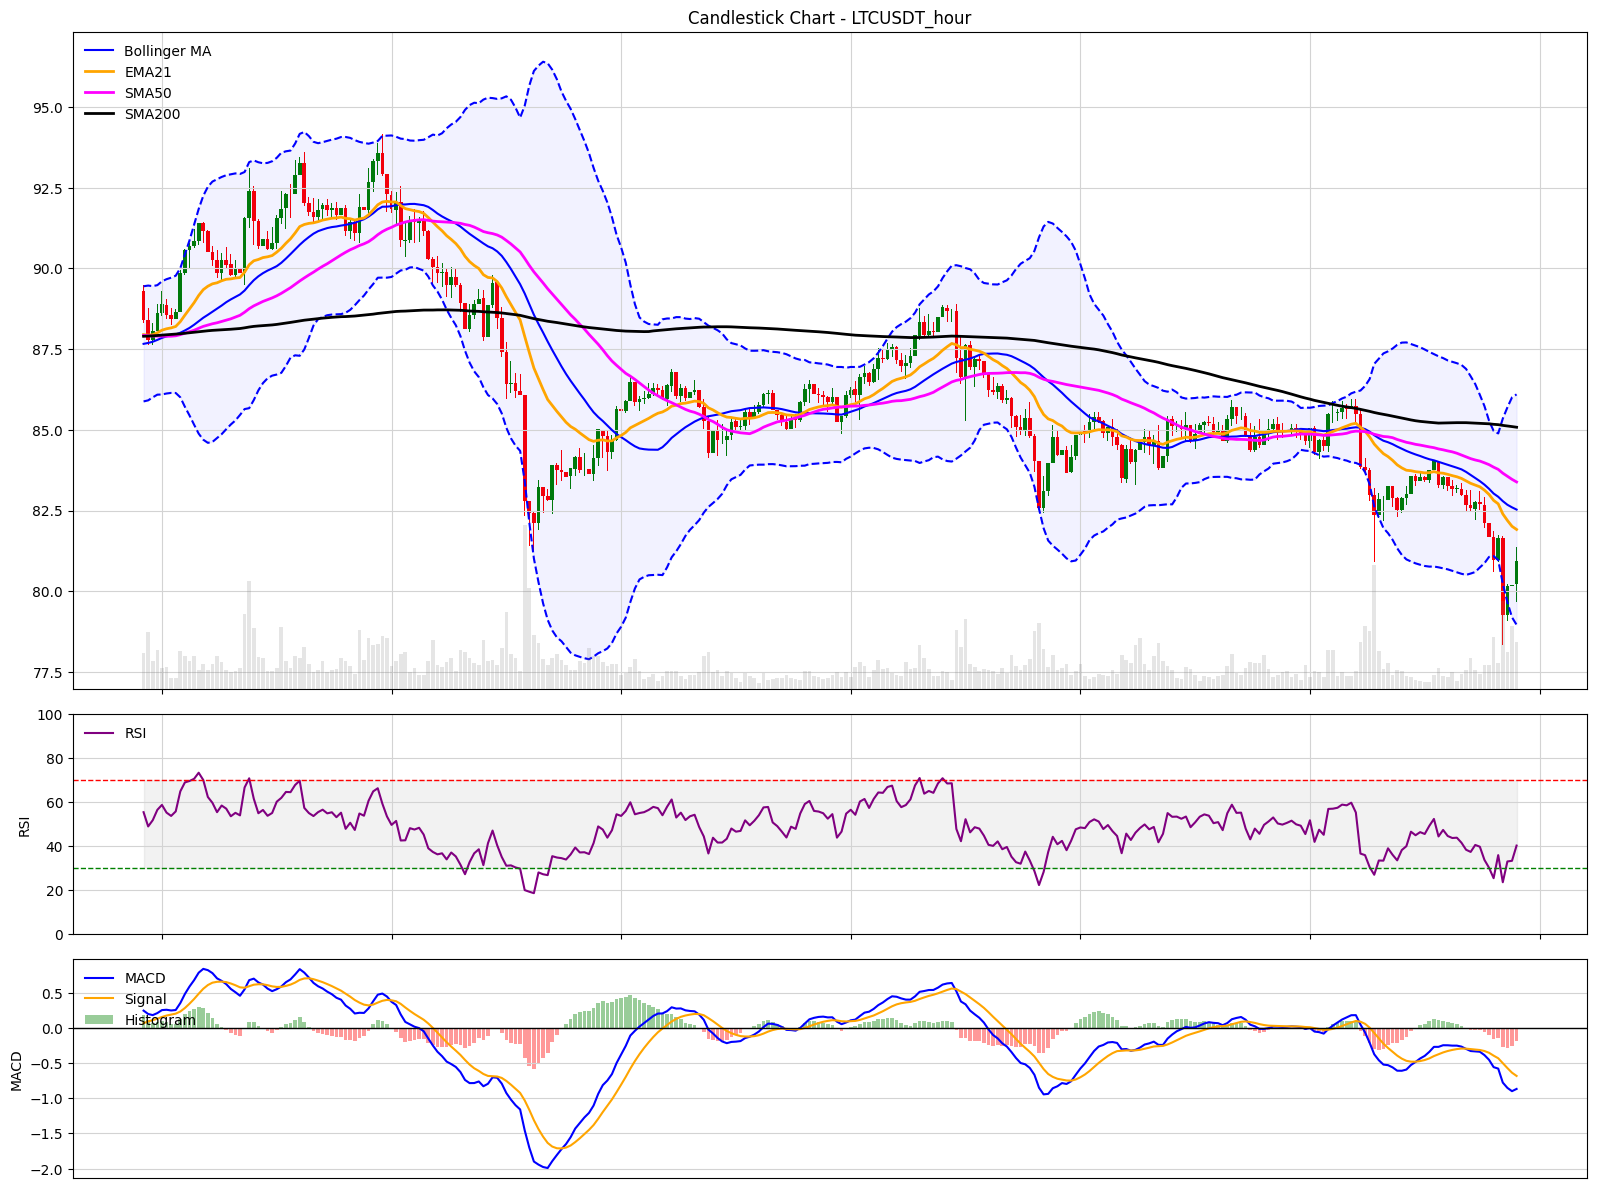 Candlestick Chart - LTCUSDT_hour
Bollinger MA
EMA21
SMA50
SMA200
95.0
92.5
90.0
87.5
85.0
82.5
80.0
77.5
RSI
100
80
60
40
20
0
RSI
MACD
Signal
Histogram
0.5
0.0
−0.5
−1.0
−1.5
−2.0
MACD